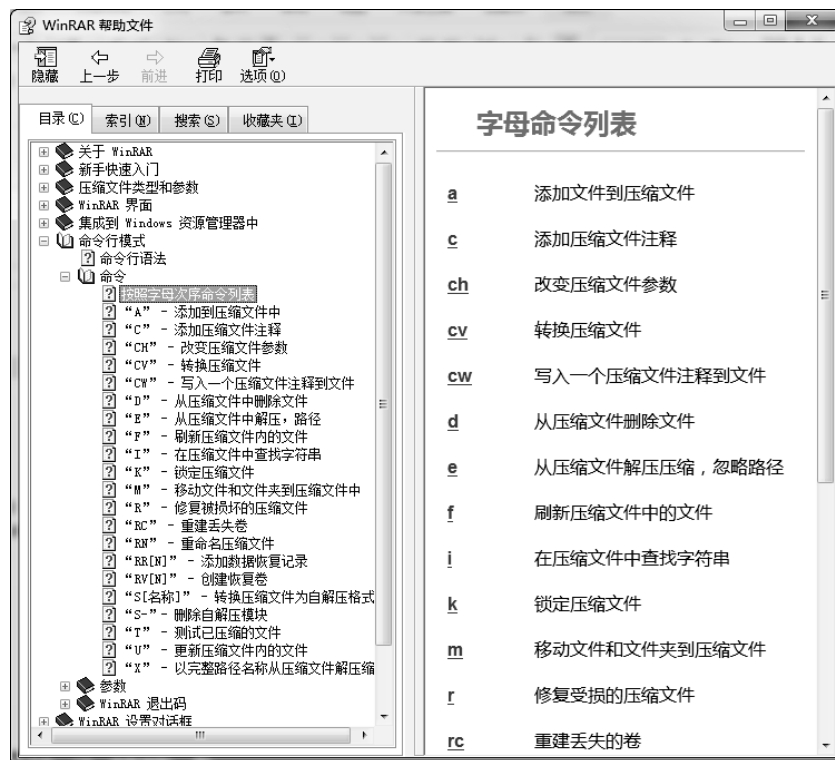 WinRAR 帮助文件
隐藏 上一步 前进 打印 选项(O)
目录(C) 索引(N) 搜索(S) 收藏夹(I)
关于 WinRAR
新手快速入门
压缩文件类型和参数
WinRAR 界面
集成到 Windows 资源管理器中
命令行模式
命令行语法
命令
按照字母次序命令列表
“A” - 添加到压缩文件中
“C” - 添加压缩文件注释
“CH” - 改变压缩文件参数
“CV” - 转换压缩文件
“CW” - 写入一个压缩文件注释到文件
“D” - 从压缩文件中删除文件
“E” - 从压缩文件中解压，路径
“F” - 刷新压缩文件内的文件
“I” - 在压缩文件中查找字符串
“K” - 锁定压缩文件
“M” - 移动文件和文件夹到压缩文件中
“R” - 修复被损坏的压缩文件
“RC” - 重建丢失卷
“RN” - 重命名压缩文件
“RR[N]” - 添加数据恢复记录
“RV[N]” - 创建恢复卷
“S[名称]” - 转换压缩文件为自解压格式
“S-”- 删除自解压模块
“T” - 测试已压缩的文件
“U” - 更新压缩文件内的文件
“X” - 以完整路径名称从压缩文件解压缩
参数
WinRAR 退出码
WinRAR 设置对话框
字母命令列表
a 添加文件到压缩文件
c 添加压缩文件注释
ch 改变压缩文件参数
cv 转换压缩文件
cw 写入一个压缩文件注释到文件
d 从压缩文件删除文件
e 从压缩文件解压压缩，忽略路径
f 刷新压缩文件中的文件
i 在压缩文件中查找字符串
k 锁定压缩文件
m 移动文件和文件夹到压缩文件
r 修复受损的压缩文件
rc 重建丢失的卷